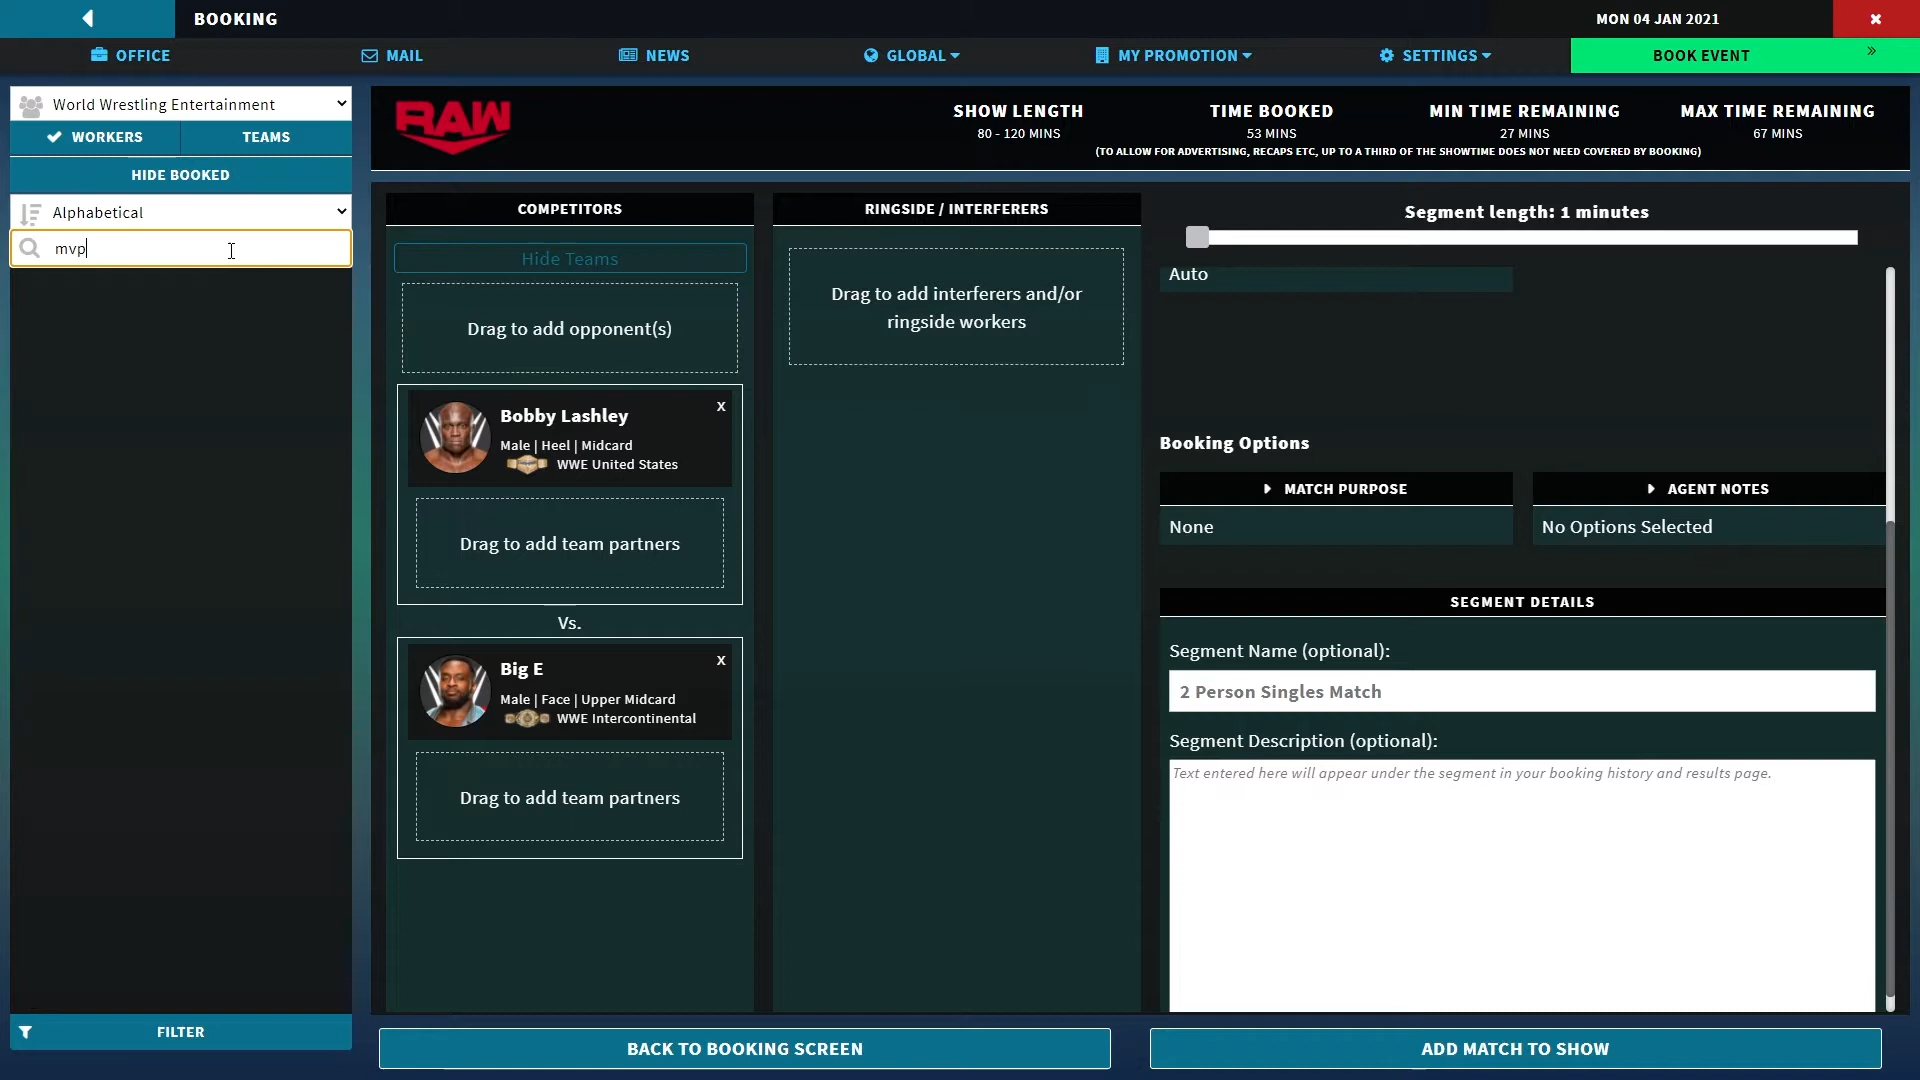 BOOKING
MON 04 JAN 2021
OFFICE
MAIL
NEWS
GLOBAL
MY PROMOTION
SETTINGS
BOOK EVENT
World Wrestling Entertainment
WORKERS
TEAMS
HIDE BOOKED
Alphabetical
mvp
FILTER
RAW
SHOW LENGTH
80 - 120 MINS
TIME BOOKED
53 MINS
MIN TIME REMAINING
27 MINS
MAX TIME REMAINING
67 MINS
(TO ALLOW FOR ADVERTISING, RECAPS ETC, UP TO A THIRD OF THE SHOWTIME DOES NOT NEED COVERED BY BOOKING)
COMPETITORS
Hide Teams
Drag to add opponent(s)
Bobby Lashley
X
Male | Heel | Midcard
WWE United States
Drag to add team partners
Vs.
Big E
X
Male | Face | Upper Midcard
WWE Intercontinental
Drag to add team partners
RINGSIDE / INTERFERERS
Drag to add interferers and/or
ringside workers
Segment length: 1 minutes
Auto
Booking Options
MATCH PURPOSE
None
AGENT NOTES
No Options Selected
SEGMENT DETAILS
Segment Name (optional):
2 Person Singles Match
Segment Description (optional):
Text entered here will appear under the segment in your booking history and results page.
BACK TO BOOKING SCREEN
ADD MATCH TO SHOW